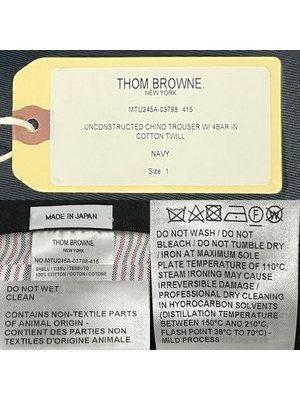 THOM BROWNE.
NEW YORK
MTU245A-03788 415
UNCONSTRUCTED CHINO TROUSER W/ 4BAR IN
COTTON TWILL
NAVY
Size 1
MADE IN JAPAN
THOM BROWNE.
NEW YORK
NO.MTU245-03788-415
SHELL / TISSU / TESSUTO
100% COTTON / COTONE
DO NOT WET
CLEAN
CONTAINS NON-TEXTILE PARTS
OF ANIMAL ORIGIN -
CONTIENT DES PARTIES
D'ORIGINE ANIMALE
DO NOT WASH / DO NOT
BLEACH / DO NOT TUMBLE DRY
/ IRON AT MAXIMUM SOLE
PLATE TEMPERATURE OF 110°C
STEAM IRONING MAY CAUSE
IRREVERSIBLE DAMAGE /
PROFESSIONAL DRY CLEANING
IN HYDROCARBON SOLVENTS
(DISTILLATION TEMPERATURE
BETWEEN 150°C AND 210°C,
FLASH POINT 38°C TO 70°C) -
MILD PROCESS